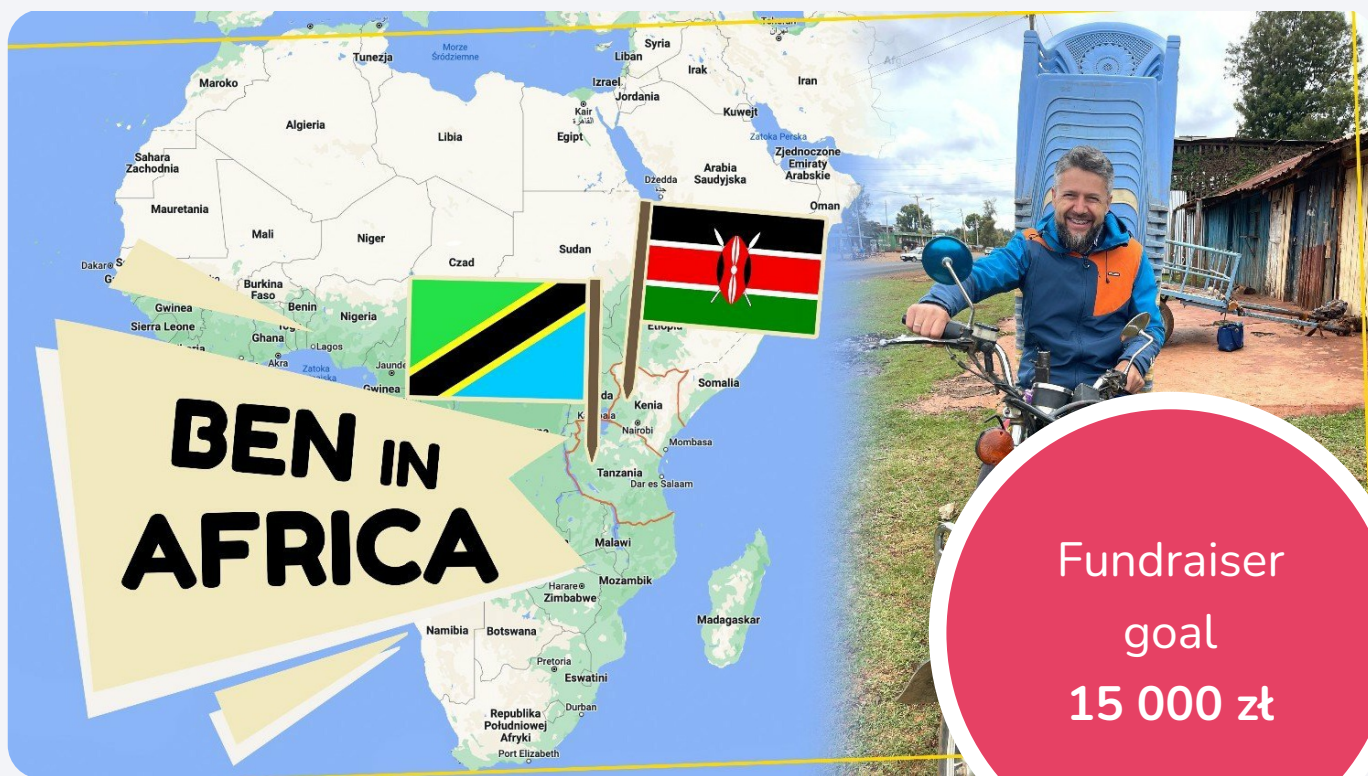 Tunezja
Morze
Śródziemne
Syria
Liban
Izrael
Jordania
Irak
Iran
Maroko
Algieria
Libia
Kair
Egipt
Kuwejt
Zatoka Perska
Zjednoczone
Emiraty
Arabskie
Arabia
Saudyjska
Dżedda
Oman
Sahara
Zachodnia
Mauretania
Mali
Niger
Czad
Sudan
Dakar
Burkina
Faso
Benin
Nigeria
Gwinea
Sierra Leone
Ghana
Lagos
Akra
Zatoka
Gwinea
Etiopia
Somalia
Kenia
Nairobi
Mombasa
Tanzania
Dar es Salaam
Malawi
Mozambik
Harare
Zimbabwe
Madagaskar
Namibia
Botswana
Pretoria
Eswatini
Durban
Republika
Południowej
Afryki
Port Elizabeth
BEN IN
AFRICA
Fundraiser
goal
15 000 zł